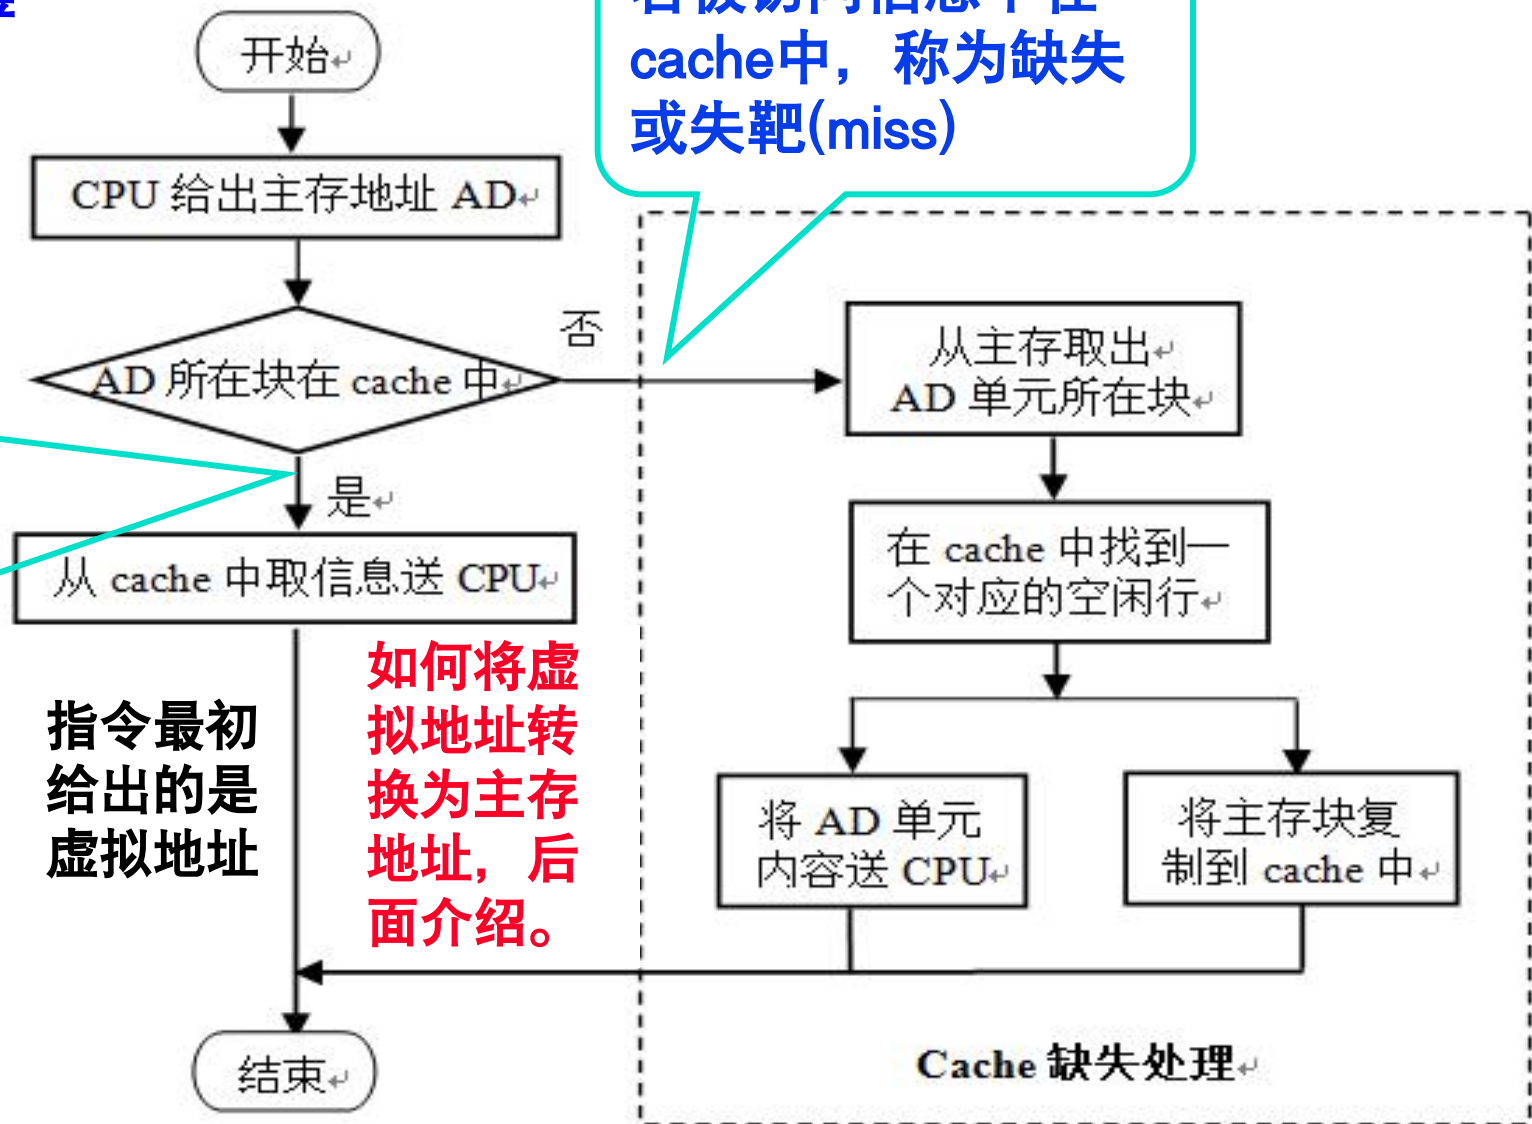 开始
CPU 给出主存地址 AD
AD 所在块在 cache 中
否
是
从 cache 中取信息送 CPU
指令最初
给出的是
虚拟地址
如何将虚
拟地址转
换为主存
地址，后
面介绍。
结束
cache中，称为缺失
或失靶(miss)
从主存取出
AD 单元所在块
在 cache 中找到一
个对应的空闲行
将 AD 单元
内容送 CPU
将主存块复
制到 cache 中
Cache 缺失处理